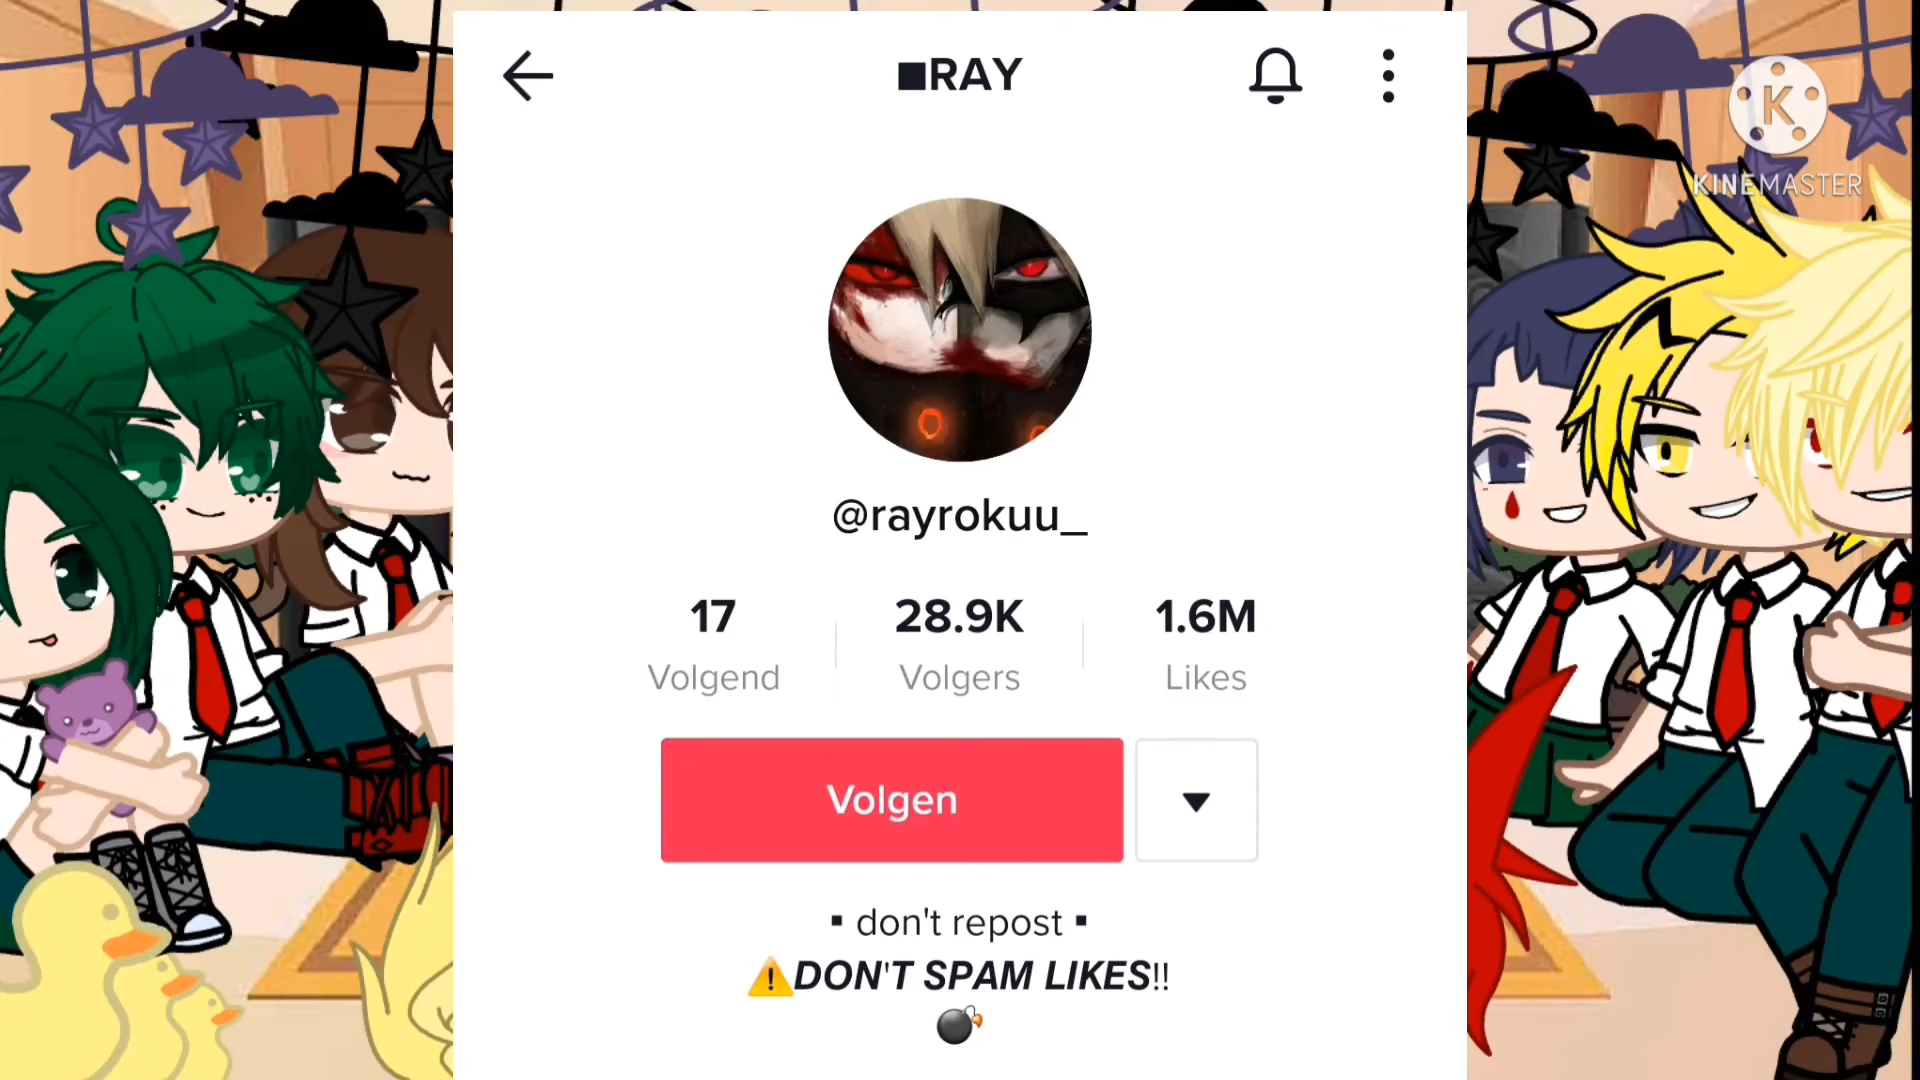 ■RAY
K
KINEMASTER
@rayrokuu_
17 28.9K 1.6M
Volgend Volgers Likes
Volgen
▪ don't repost ▪
⚠️DON'T SPAM LIKES!!
💣